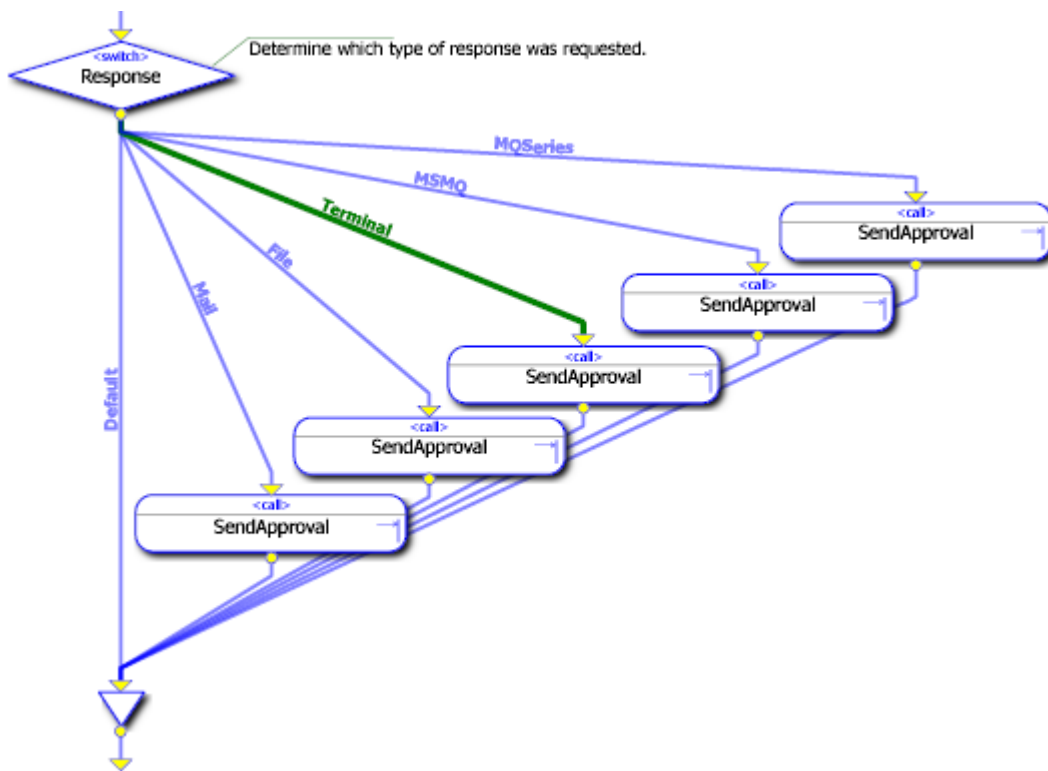 <switch>
Response
Determine which type of response was requested.
MQSeries
MSMQ
Terminal
File
Mail
Default
<call>
SendApproval
<call>
SendApproval
<call>
SendApproval
<call>
SendApproval
<call>
SendApproval